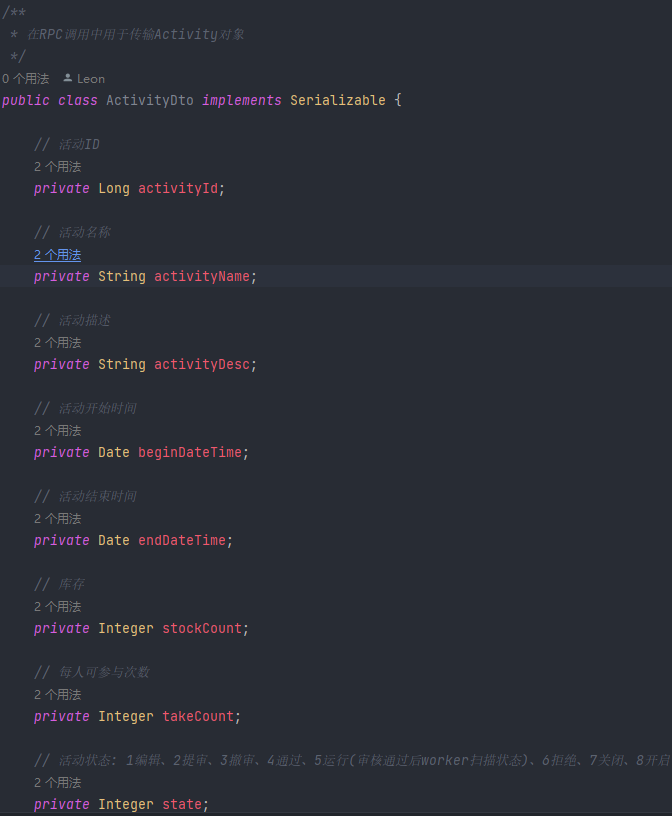 /**
 * 在RPC调用中用于传输Activity对象
 */
0 个用法 Leon
public class ActivityDto implements Serializable {
// 活动ID
2 个用法
private Long activityId;
// 活动名称
2 个用法
private String activityName;
// 活动描述
2 个用法
private String activityDesc;
// 活动开始时间
2 个用法
private Date beginDateTime;
// 活动结束时间
2 个用法
private Date endDateTime;
// 库存
2 个用法
private Integer stockCount;
// 每人可参与次数
2 个用法
private Integer takeCount;
// 活动状态: 1编辑、2提审、3撤审、4通过、5运行(审核通过后worker扫描状态)、6拒绝、7关闭、8开启
2 个用法
private Integer state;